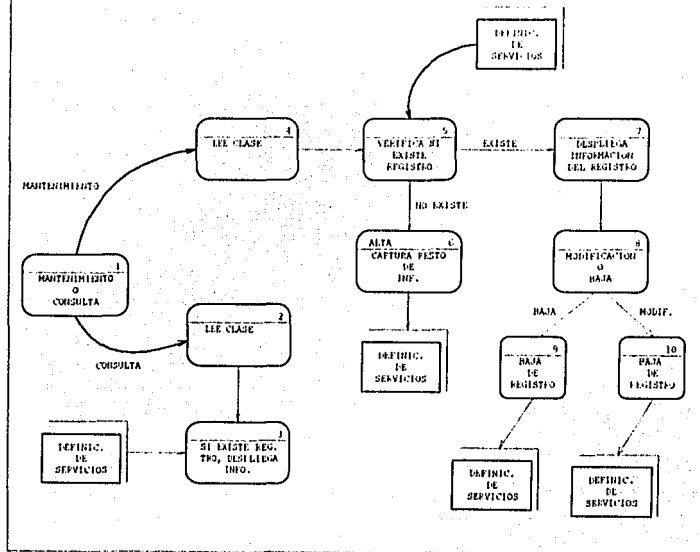 DEFINIC.
DE
SERVICIOS
4
LEE CLASE
5
VERIFICA SI
EXISTE
REGISTRO
EXISTE
7
DESPLIEGA
INFORMACION
DEL REGISTRO
MANTENIMIENTO
NO EXISTE
1
MANTENIMIENTO
O
CONSULTA
ALTA 6
CAPTURA RESTO
DE
INF.
8
MODIFICACION
O
BAJA
2
LEE CLASE
CONSULTA
BAJA
MODIF.
DEFINIC.
DE
SERVICIOS
9
BAJA
DE
REGISTRO
10
BAJA
DE
REGISTRO
DEFINIC.
DE
SERVICIOS
3
SI EXISTE REG.
TRO, DESPLIEGA
INFO.
DEFINIC.
DE
SERVICIOS
DEFINIC.
DE
SERVICIOS